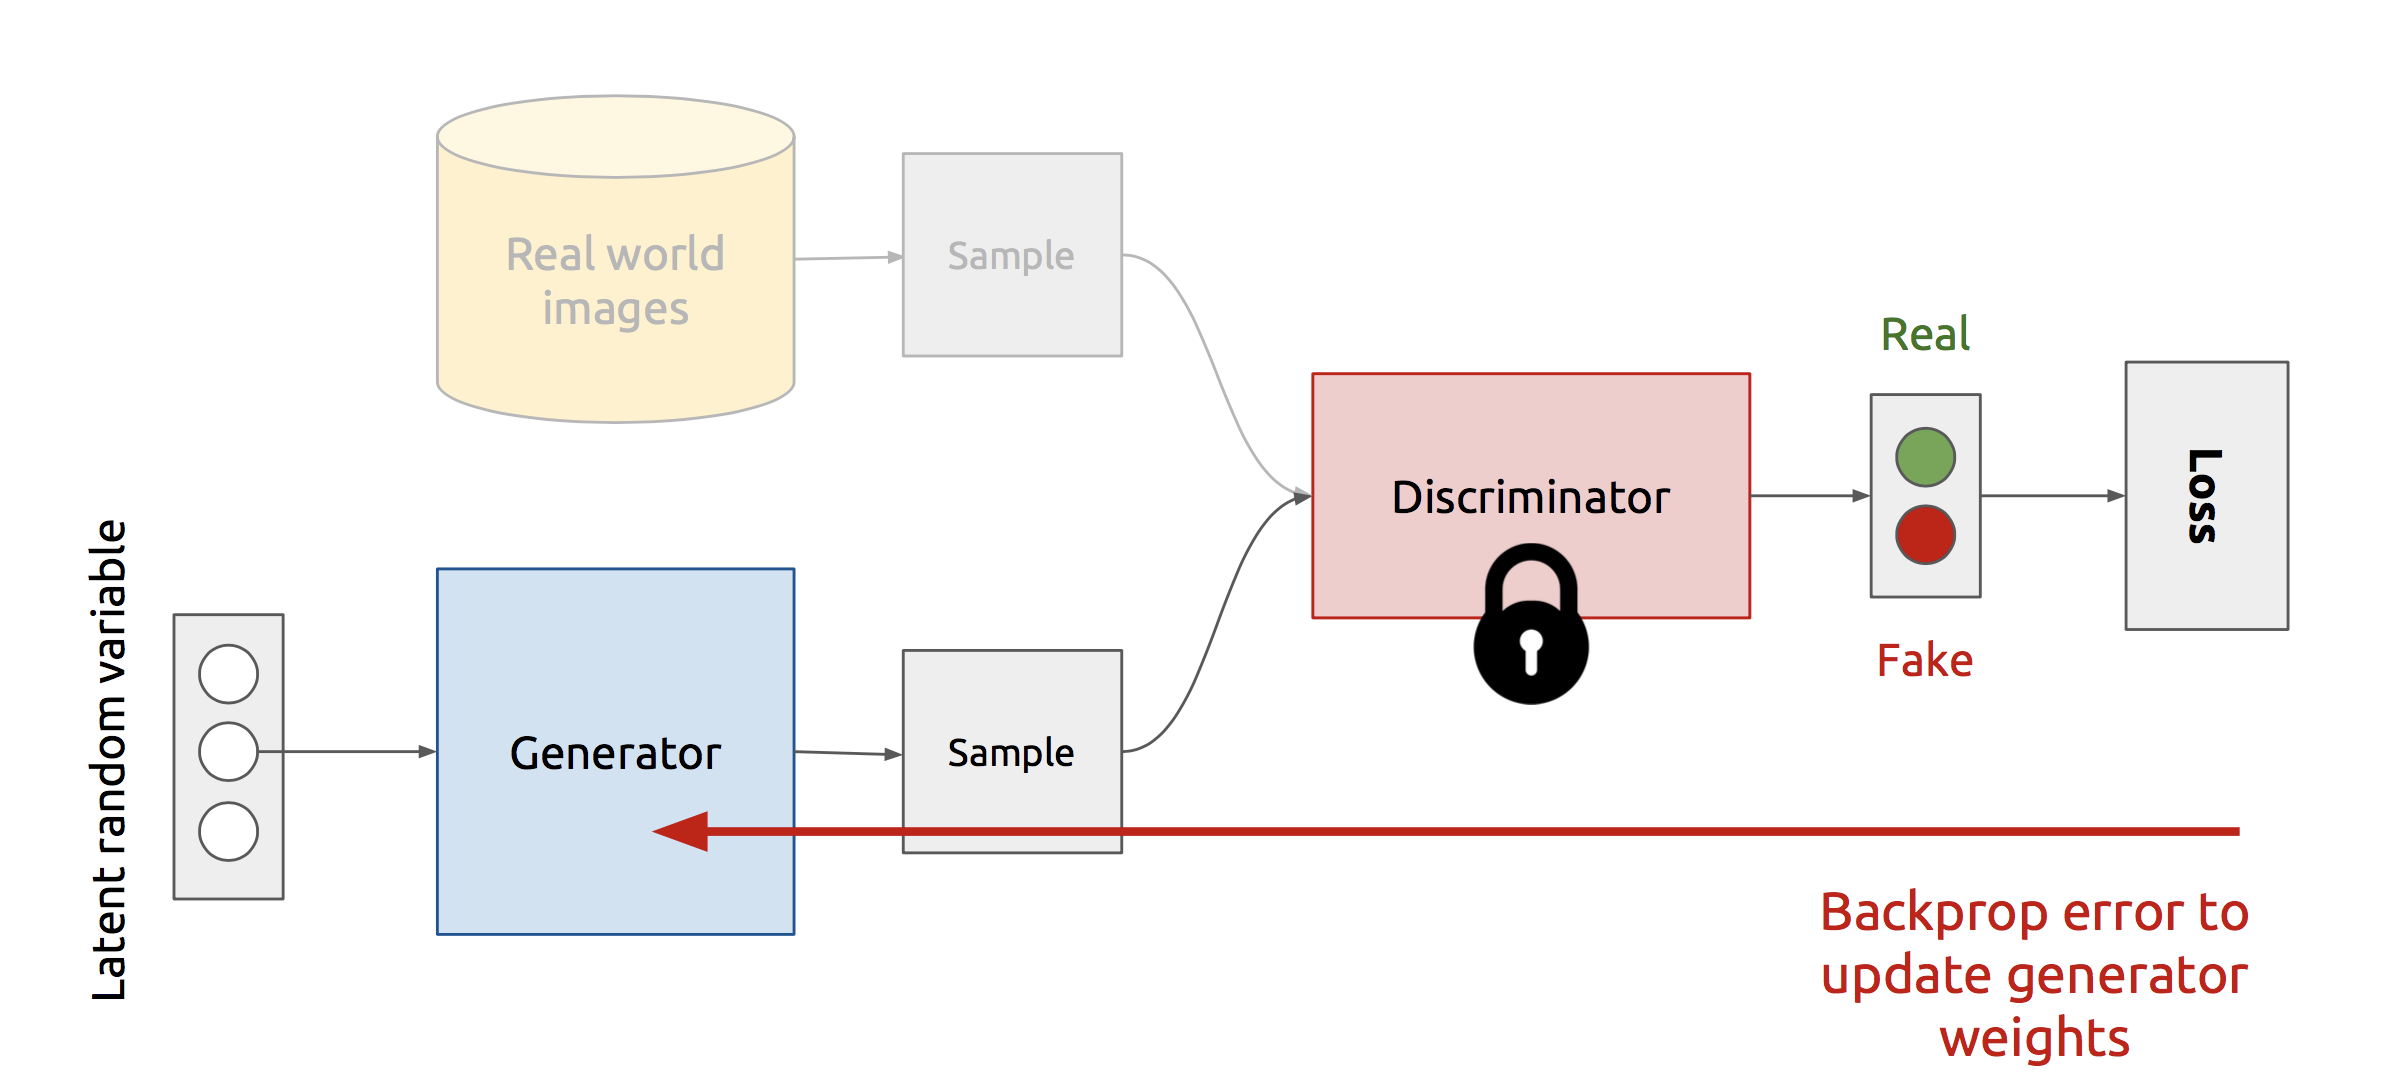 Real world
images
Sample
Real
Discriminator
Loss
Fake
Latent random variable
Generator
Sample
Backprop error to
update generator
weights